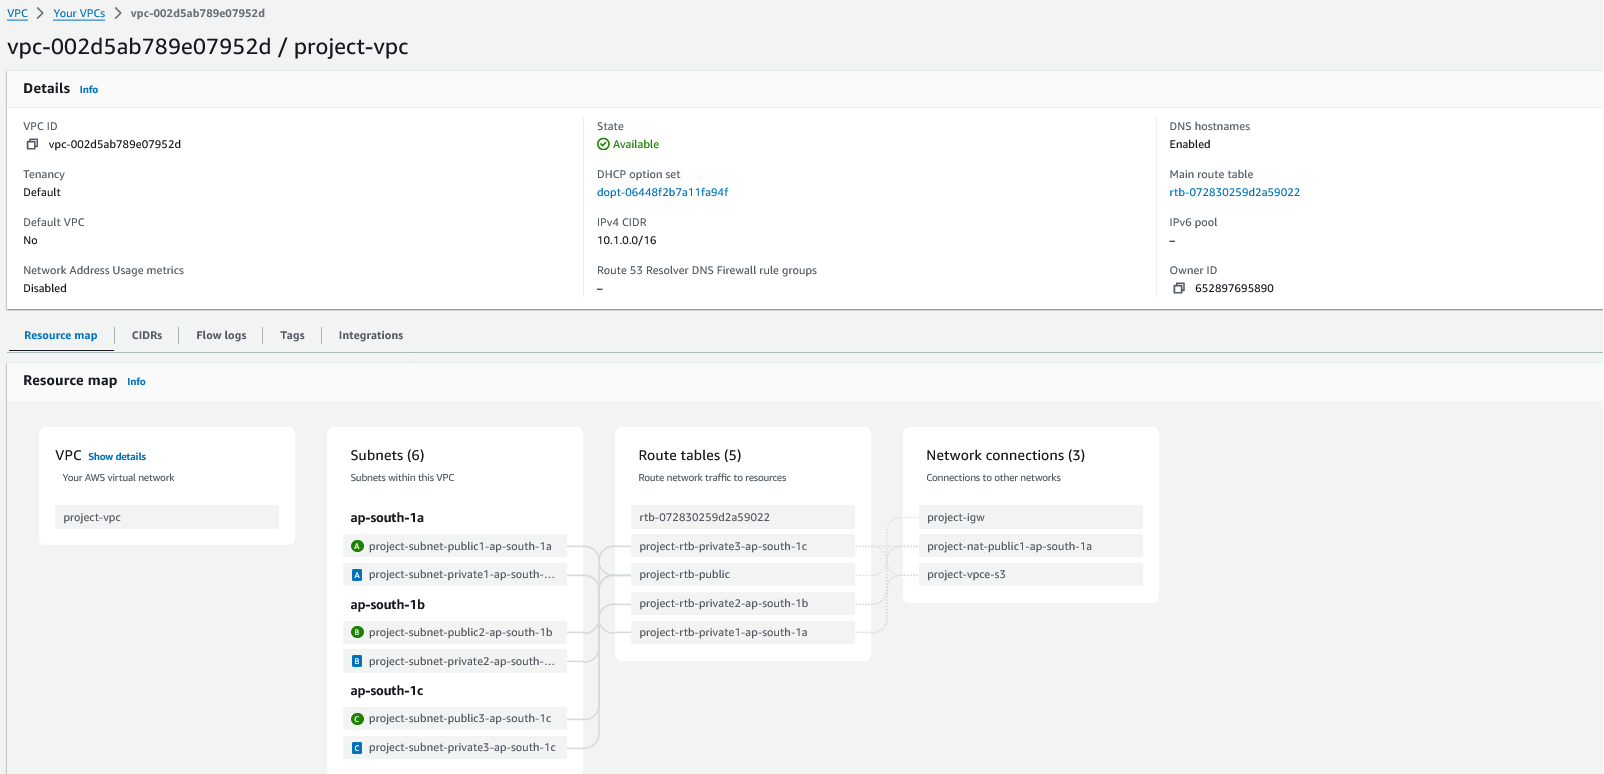 VPC > Your VPCs > vpc-002d5ab789e07952d
vpc-002d5ab789e07952d / project-vpc
Details Info
VPC ID
vpc-002d5ab789e07952d
Tenancy
Default
Default VPC
No
Network Address Usage metrics
Disabled
State
Available
DHCP option set
dopt-06448f2b7a11fa94f
IPv4 CIDR
10.1.0.0/16
Route 53 Resolver DNS Firewall rule groups
–
DNS hostnames
Enabled
Main route table
rtb-072830259d2a59022
IPv6 pool
–
Owner ID
652897695890
Resource map | CIDRs | Flow logs | Tags | Integrations
Resource map Info
VPC Show details
Your AWS virtual network
project-vpc
Subnets (6)
Subnets within this VPC
ap-south-1a
A project-subnet-public1-ap-south-1a
A project-subnet-private1-ap-south-...
ap-south-1b
B project-subnet-public2-ap-south-1b
B project-subnet-private2-ap-south-...
ap-south-1c
C project-subnet-public3-ap-south-1c
C project-subnet-private3-ap-south-1c
Route tables (5)
Route network traffic to resources
rtb-072830259d2a59022
project-rtb-private3-ap-south-1c
project-rtb-public
project-rtb-private2-ap-south-1b
project-rtb-private1-ap-south-1a
Network connections (3)
Connections to other networks
project-igw
project-nat-public1-ap-south-1a
project-vpce-s3